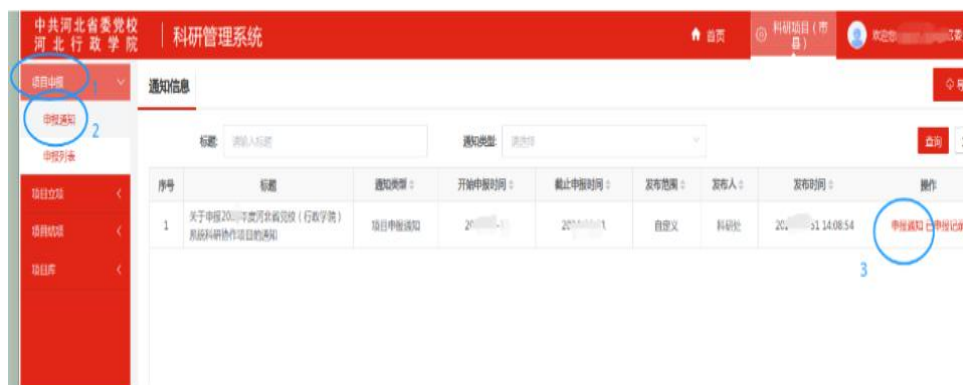 中共河北省委党校
河北行政学院
科研管理系统
首页
科研项目(市
县)
项目申报
1
申报通知
2
申报列表
项目立项
项目结项
项目库
通知信息
标题:
请输入标题
通知类型:
请选择
查询
序号
标题
通知类型
开始申报时间
截止申报时间
发布范围
发布人
发布时间
操作
1
关于申报20 年度河北省党校(行政学院)
系统科研协作项目的通知
项目申报通知
自定义
科研处
14:08:54
申报通知
3